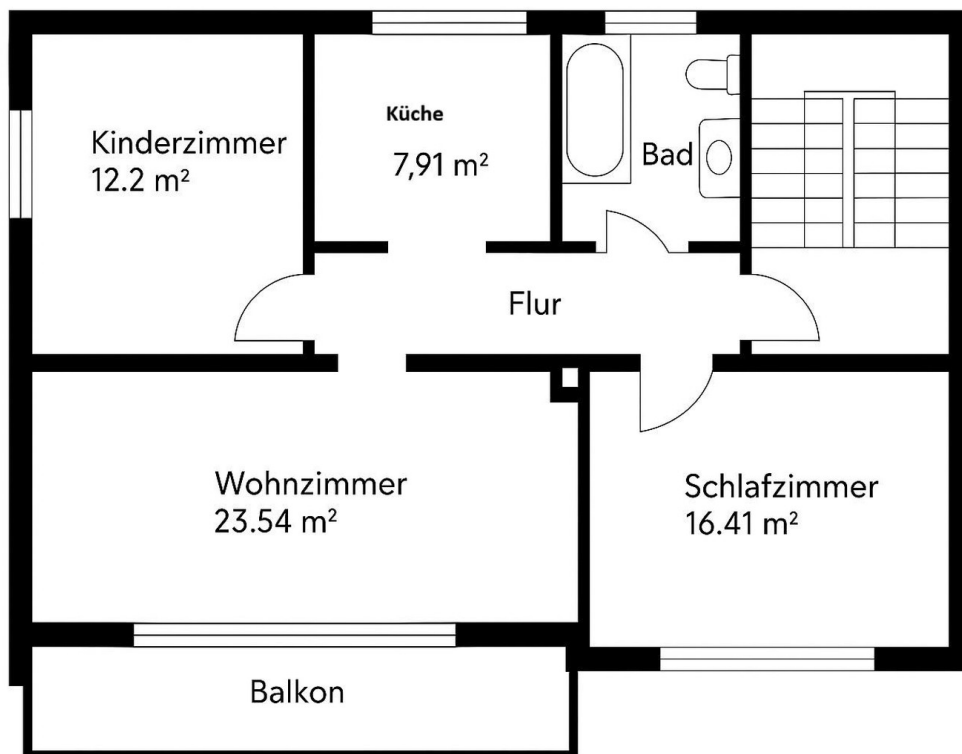 Kinderzimmer
12.2 m²
Küche
7,91 m²
Bad
Flur
Wohnzimmer
23.54 m²
Schlafzimmer
16.41 m²
Balkon